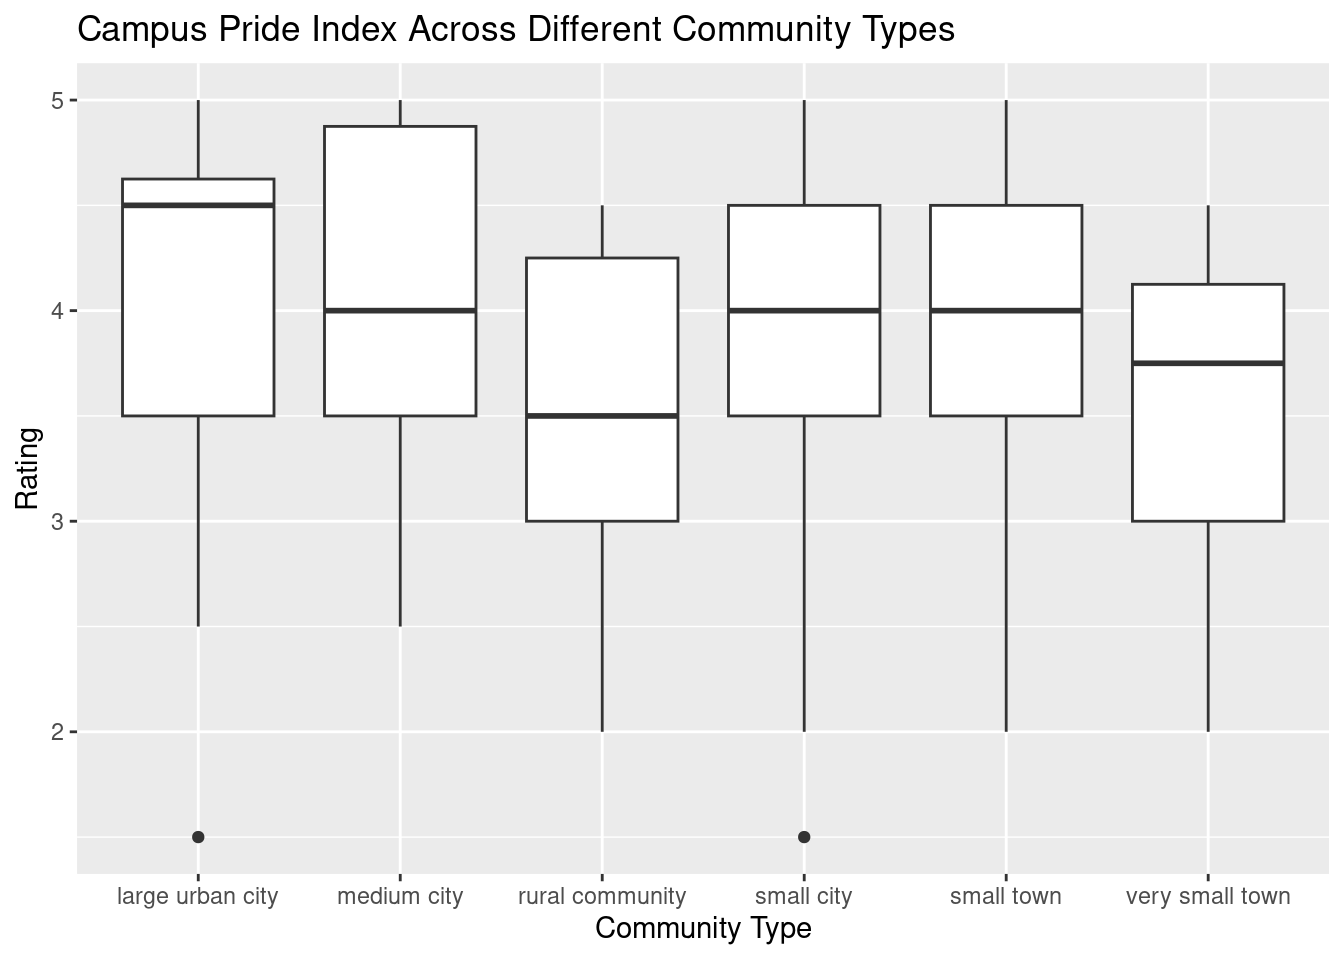 Campus Pride Index Across Different Community Types
Rating
5
4
3
2
large urban city
medium city
rural community
small city
small town
very small town
Community Type